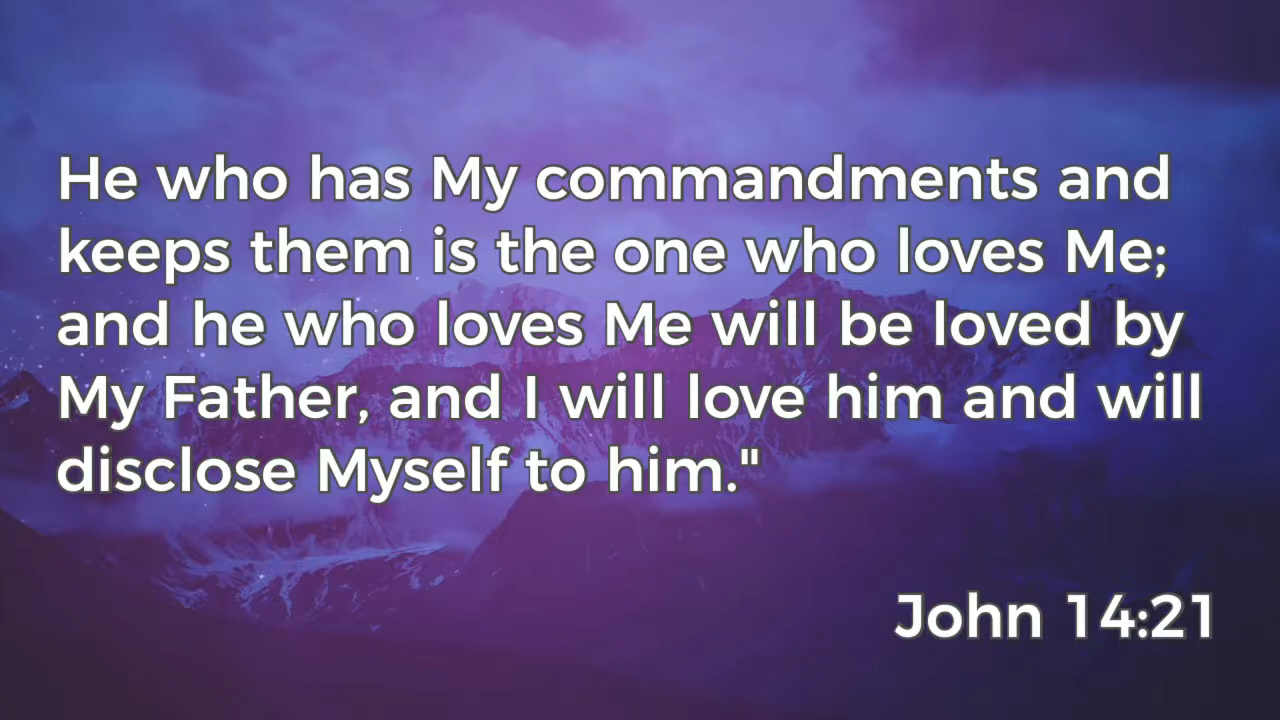 He who has My commandments and
keeps them is the one who loves Me;
and he who loves Me will be loved by
My Father, and I will love him and will
disclose Myself to him."
John 14:21